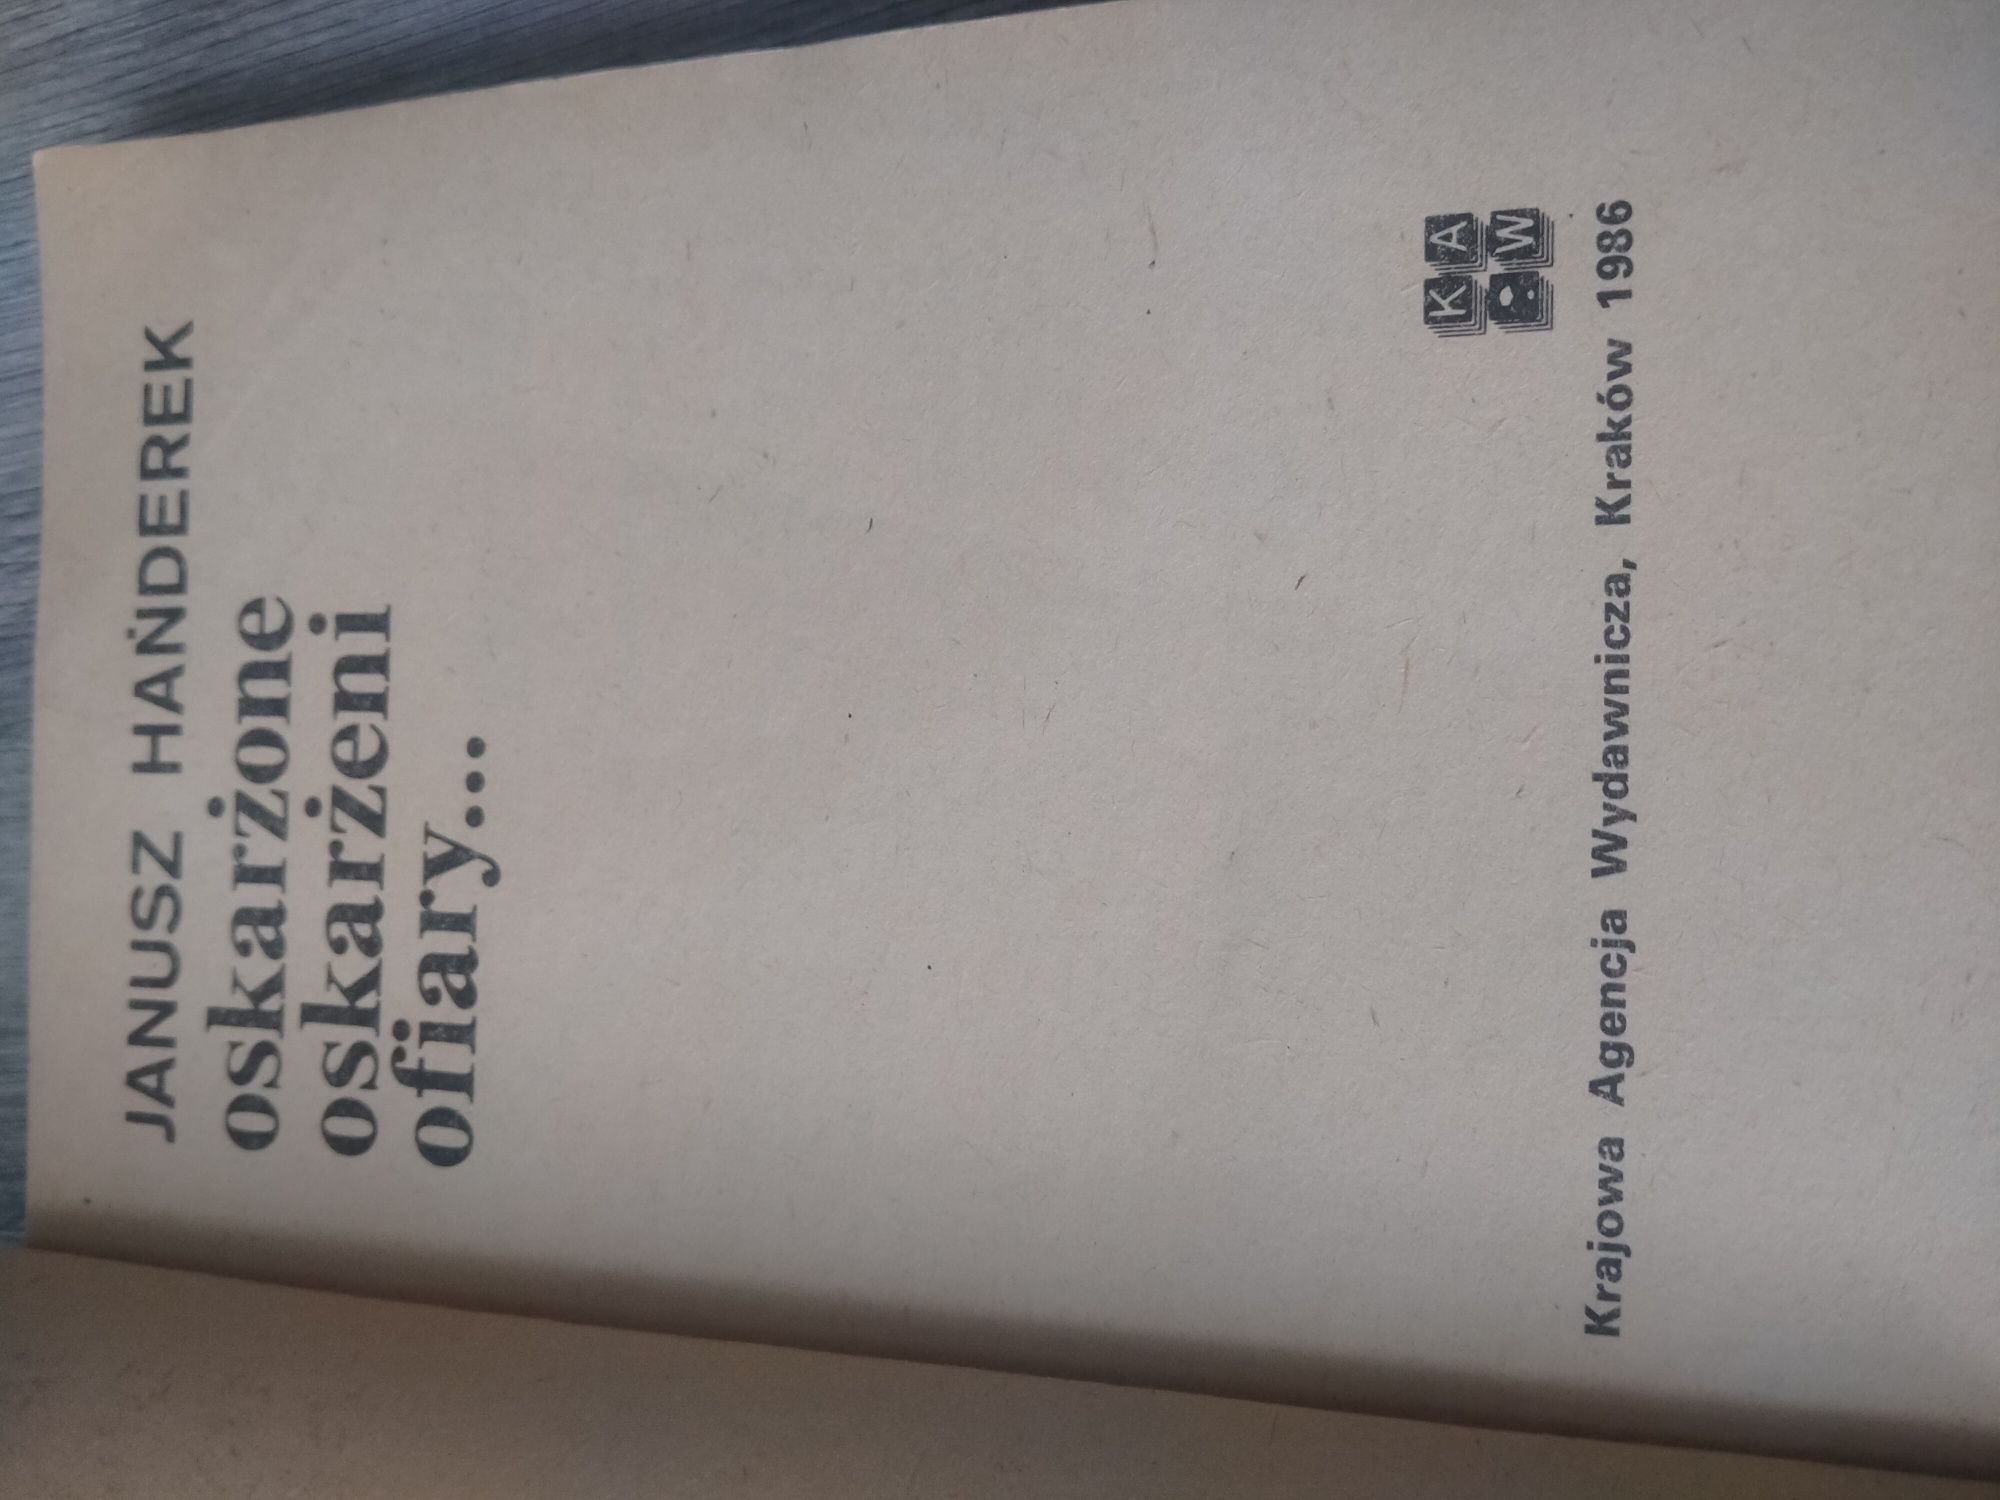 JANUSZ HAŃDEREK
oskarżone
oskarżeni
ofiary...
K A
W
Krajowa Agencja Wydawnicza, Kraków 1986